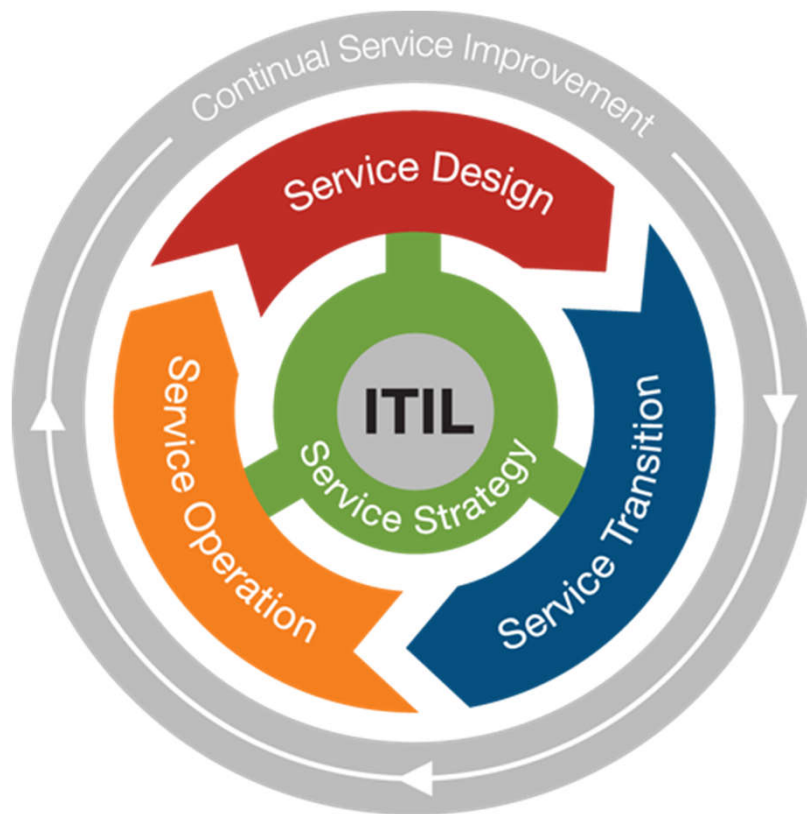 Continual Service Improvement
Service Design
Service Transition
Service Operation
Service Strategy
ITIL